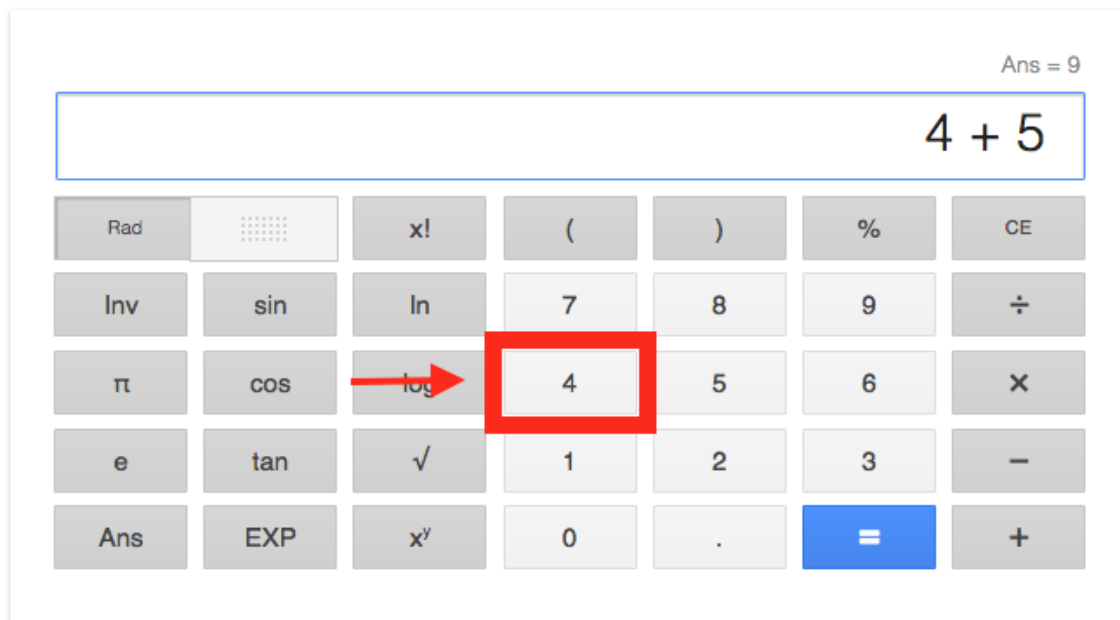 Ans = 9
4 + 5
Rad x! ( ) % CE
Inv sin ln 7 8 9 ÷
π cos log 4 5 6 ×
e tan √ 1 2 3 −
Ans EXP xʸ 0 . = +